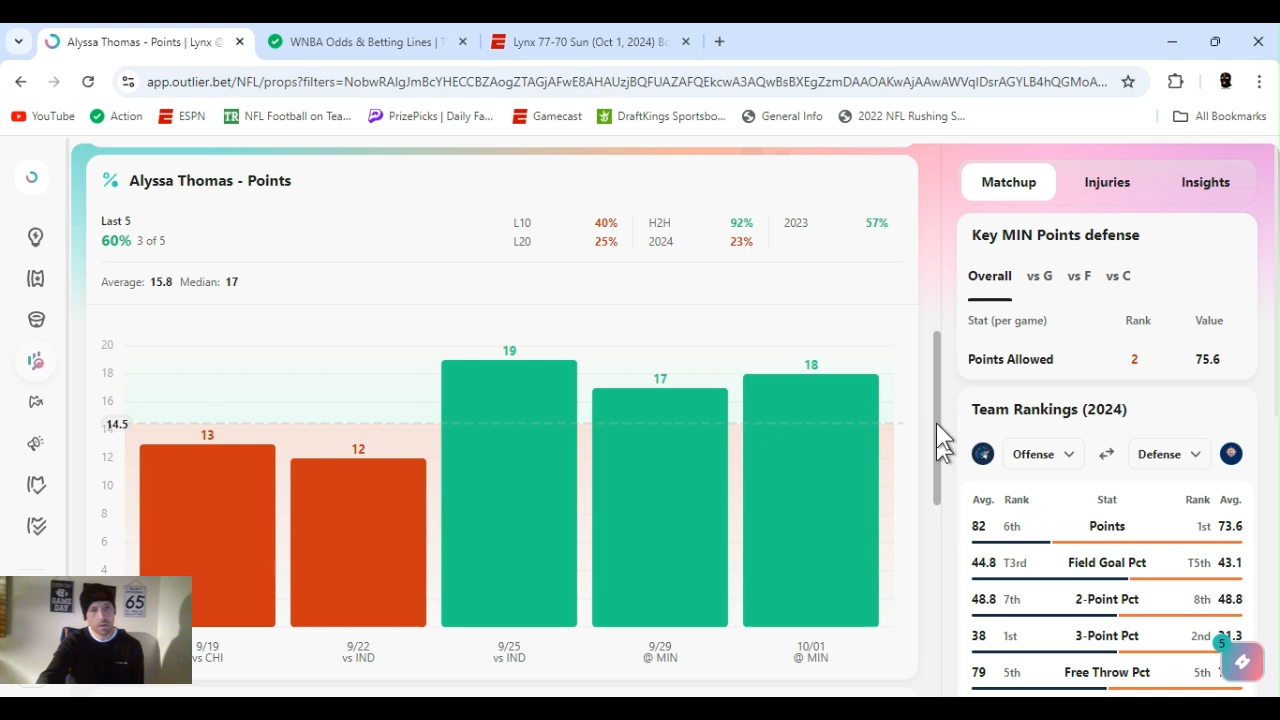 Alyssa Thomas - Points | Lynx @
WNBA Odds & Betting Lines |
Lynx 77-70 Sun (Oct 1, 2024) Bo
app.outlier.bet/NFL/props?filters=
YouTube
Action
ESPN
NFL Football on Tea...
PrizePicks | Daily Fa...
Gamecast
DraftKings Sportsbo...
General Info
2022 NFL Rushing S...
All Bookmarks
Alyssa Thomas - Points
Last 5
60% 3 of 5
L10 40% H2H 92% 2023 57%
L20 25% 2024 23%
Average: 15.8 Median: 17
20
18
16
14.5
12
10
8
6
4
13
12
19
17
18
9/19
vs CHI
9/22
vs IND
9/25
vs IND
9/29
@ MIN
10/01
@ MIN
GAME
DAY
65
Matchup Injuries Insights
Key MIN Points defense
Overall vs G vs F vs C
Stat (per game) Rank Value
Points Allowed 2 75.6
Team Rankings (2024)
Offense Defense
Avg. Rank Stat Rank Avg.
82 6th Points 1st 73.6
44.8 T3rd Field Goal Pct T5th 43.1
48.8 7th 2-Point Pct 8th 48.8
38 1st 3-Point Pct 2nd
79 5th Free Throw Pct 5th
5